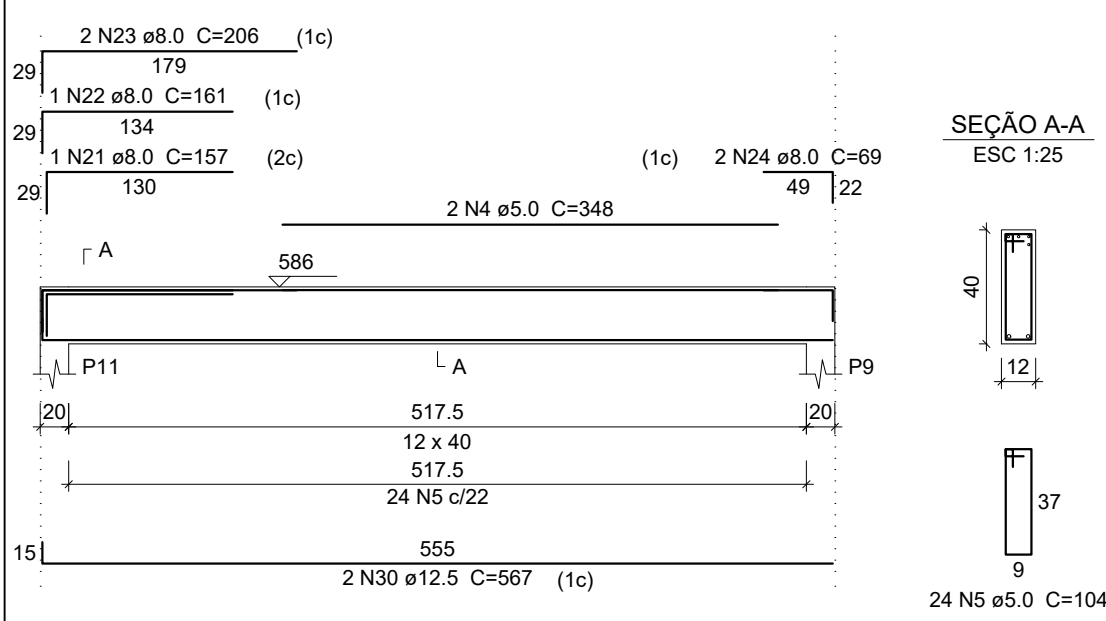 2 N23 ø8.0 C=206 (1c)
29
179
1 N22 ø8.0 C=161 (1c)
29
134
1 N21 ø8.0 C=157 (2c)
29
130
(1c) 2 N24 ø8.0 C=69
49 22
2 N4 ø5.0 C=348
A
586
P11
A
P9
20 517.5 20
12 x 40
517.5
24 N5 c/22
15
555
2 N30 ø12.5 C=567 (1c)
SEÇÃO A-A
ESC 1:25
40
12
37
9
24 N5 ø5.0 C=104